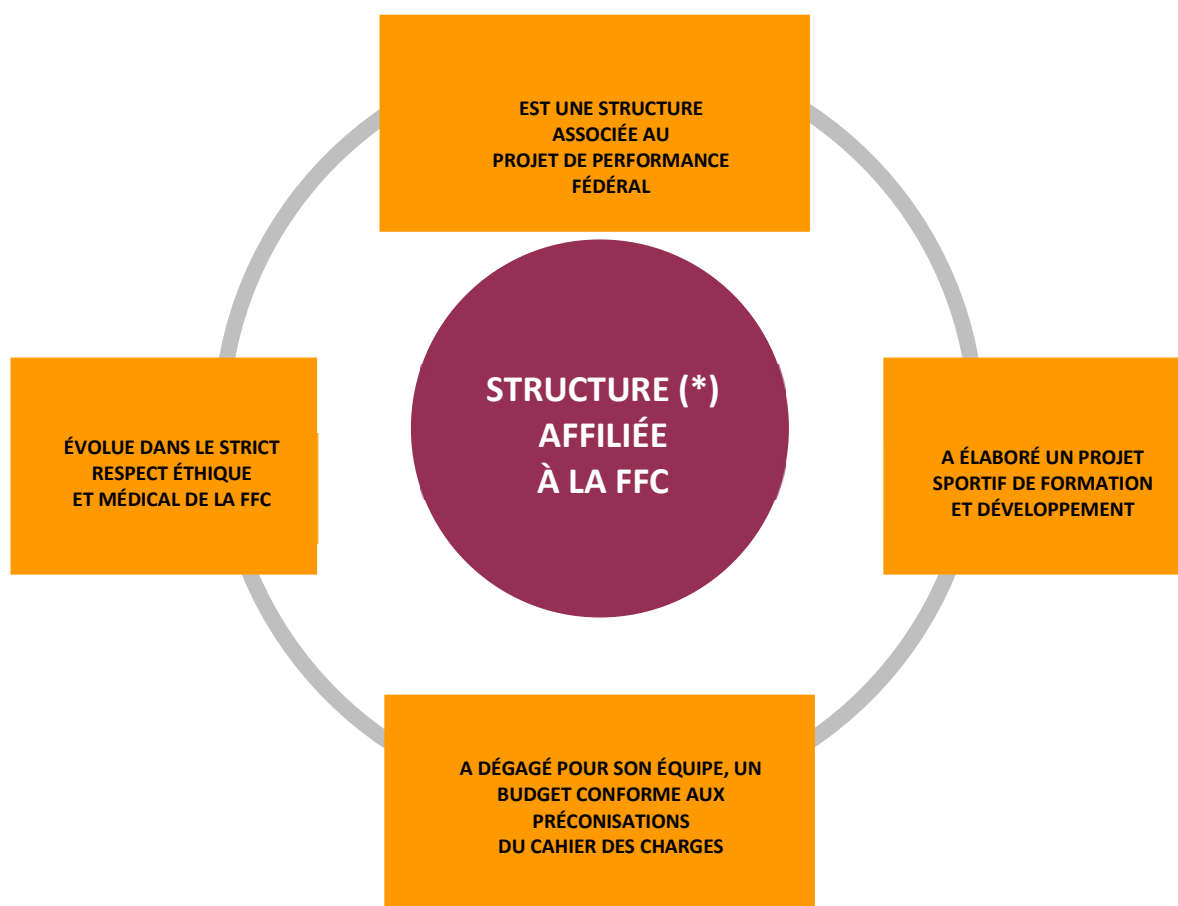 EST UNE STRUCTURE
ASSOCIÉE AU
PROJET DE PERFORMANCE
FÉDÉRAL
STRUCTURE (*)
AFFILIÉE
À LA FFC
ÉVOLUE DANS LE STRICT
RESPECT ÉTHIQUE
ET MÉDICAL DE LA FFC
A ÉLABORÉ UN PROJET
SPORTIF DE FORMATION
ET DÉVELOPPEMENT
A DÉGAGÉ POUR SON ÉQUIPE, UN
BUDGET CONFORME AUX
PRÉCONISATIONS
DU CAHIER DES CHARGES